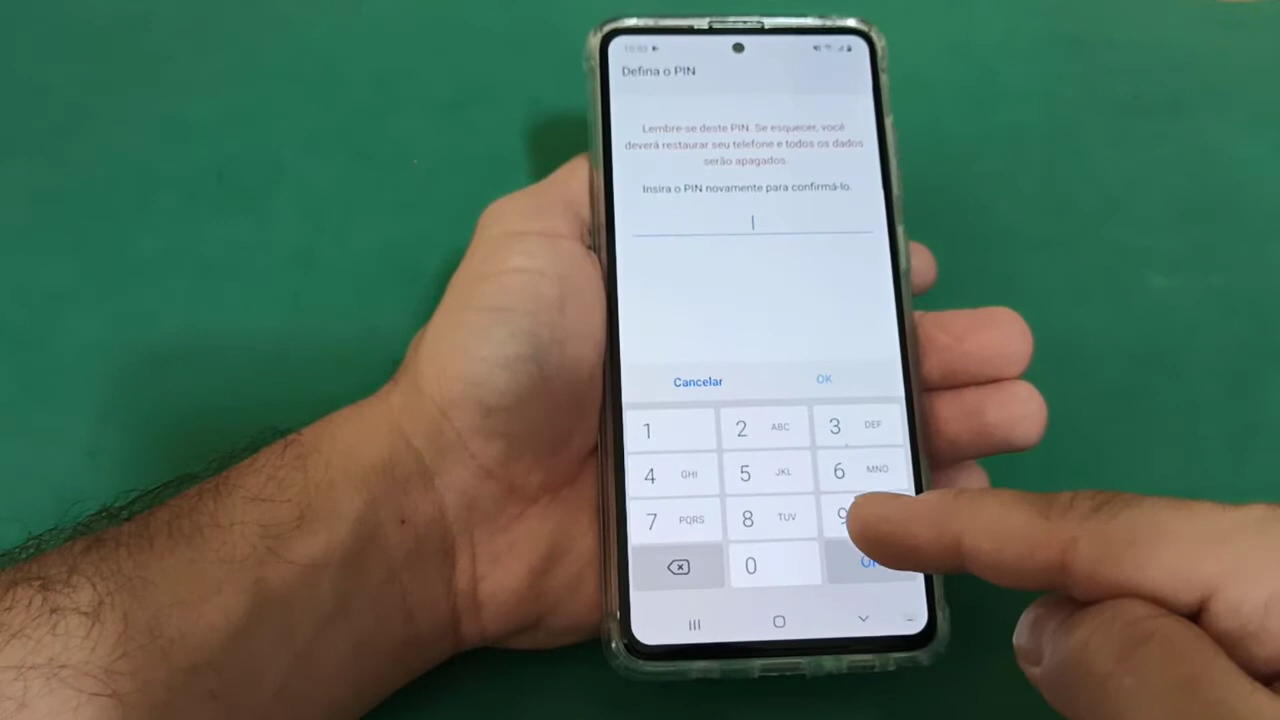 Defina o PIN
Lembre-se deste PIN. Se esquecer, você
deverá restaurar seu telefone e todos os dados
serão apagados.
Insira o PIN novamente para confirmá-lo.
Cancelar OK
1 2 ABC 3 DEF
4 GHI 5 JKL 6 MNO
7 PQRS 8 TUV 9
0 OK